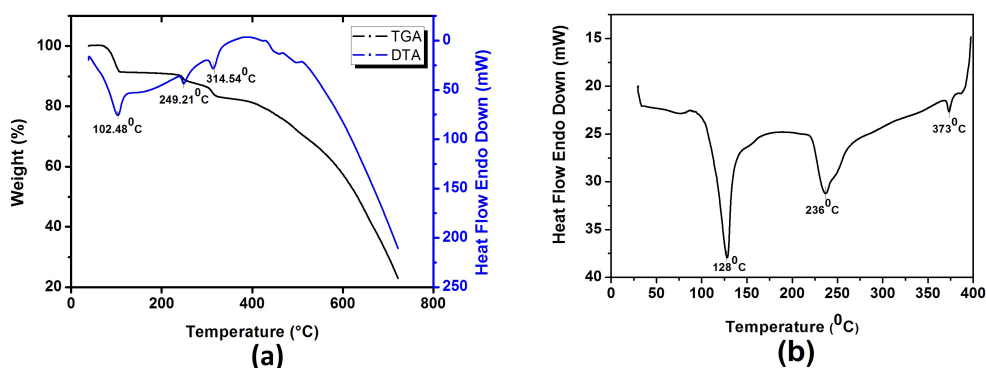 TGA
DTA
100
80
60
40
20
Weight (%)
0
200
400
600
800
Temperature (°C)
0
50
100
150
200
250
Heat Flow Endo Down (mW)
102.48⁰C
249.21⁰C
314.54⁰C
(a)
15
20
25
30
35
40
Heat Flow Endo Down (mW)
0
50
100
150
200
250
300
350
400
Temperature (⁰C)
128⁰C
236⁰C
373⁰C
(b)